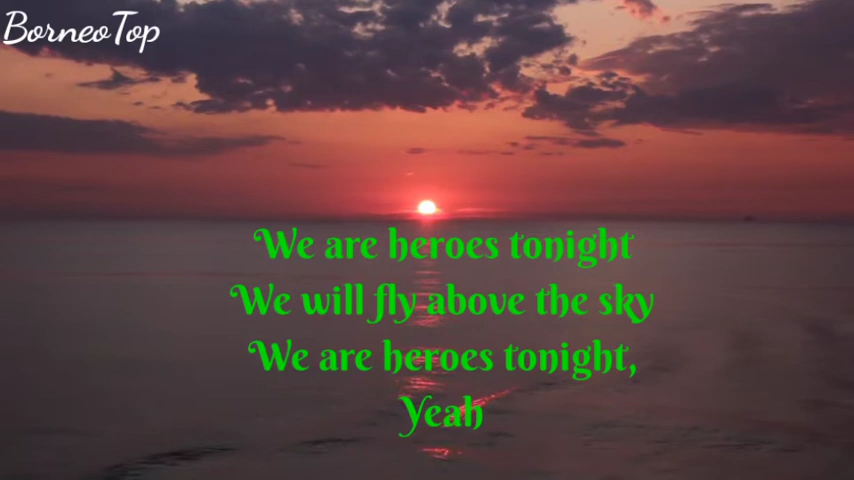 BorneoTop
We are heroes tonight
We will fly above the sky
We are heroes tonight,
Yeah